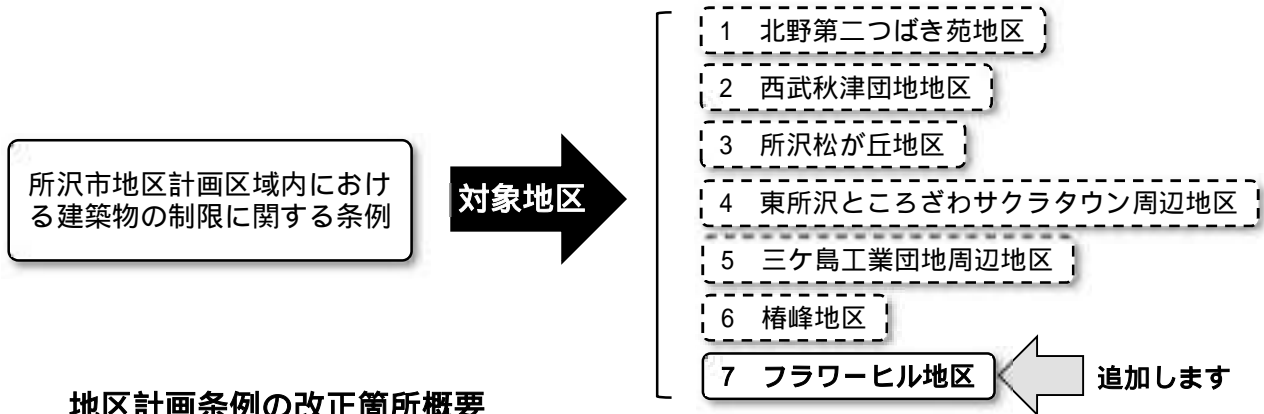 所沢市地区計画区域内におけ
る建築物の制限に関する条例
対象地区
1 北野第二つばき苑地区
2 西武秋津団地地区
3 所沢松が丘地区
4 東所沢ところざわサクラタウン周辺地区
5 三ケ島工業団地周辺地区
6 椿峰地区
7 フラワーヒル地区
追加します
地区計画条例の改正箇所概要